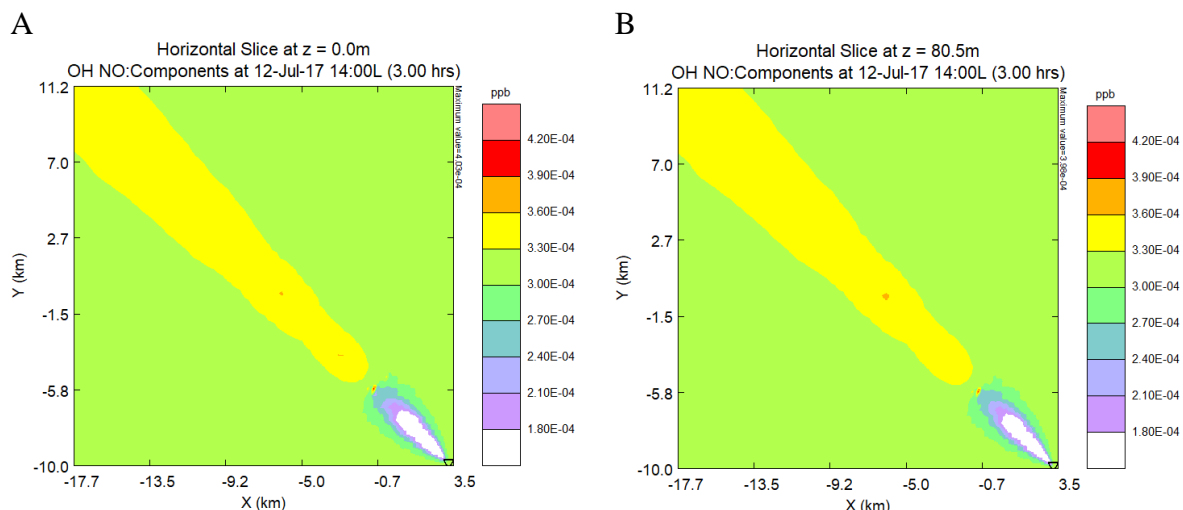 A
Horizontal Slice at z = 0.0m
OH NO:Components at 12-Jul-17 14:00L (3.00 hrs)
11.2
7.0
2.7
-1.5
-5.8
-10.0
Y (km)
-17.7
-13.5
-9.2
-5.0
-0.7
3.5
X (km)
Maximum value=4.03e-04
ppb
4.20E-04
3.90E-04
3.60E-04
3.30E-04
3.00E-04
2.70E-04
2.40E-04
2.10E-04
1.80E-04
B
Horizontal Slice at z = 80.5m
OH NO:Components at 12-Jul-17 14:00L (3.00 hrs)
11.2
7.0
2.7
-1.5
-5.8
-10.0
Y (km)
-17.7
-13.5
-9.2
-5.0
-0.7
3.5
X (km)
Maximum value=3.98e-04
ppb
4.20E-04
3.90E-04
3.60E-04
3.30E-04
3.00E-04
2.70E-04
2.40E-04
2.10E-04
1.80E-04